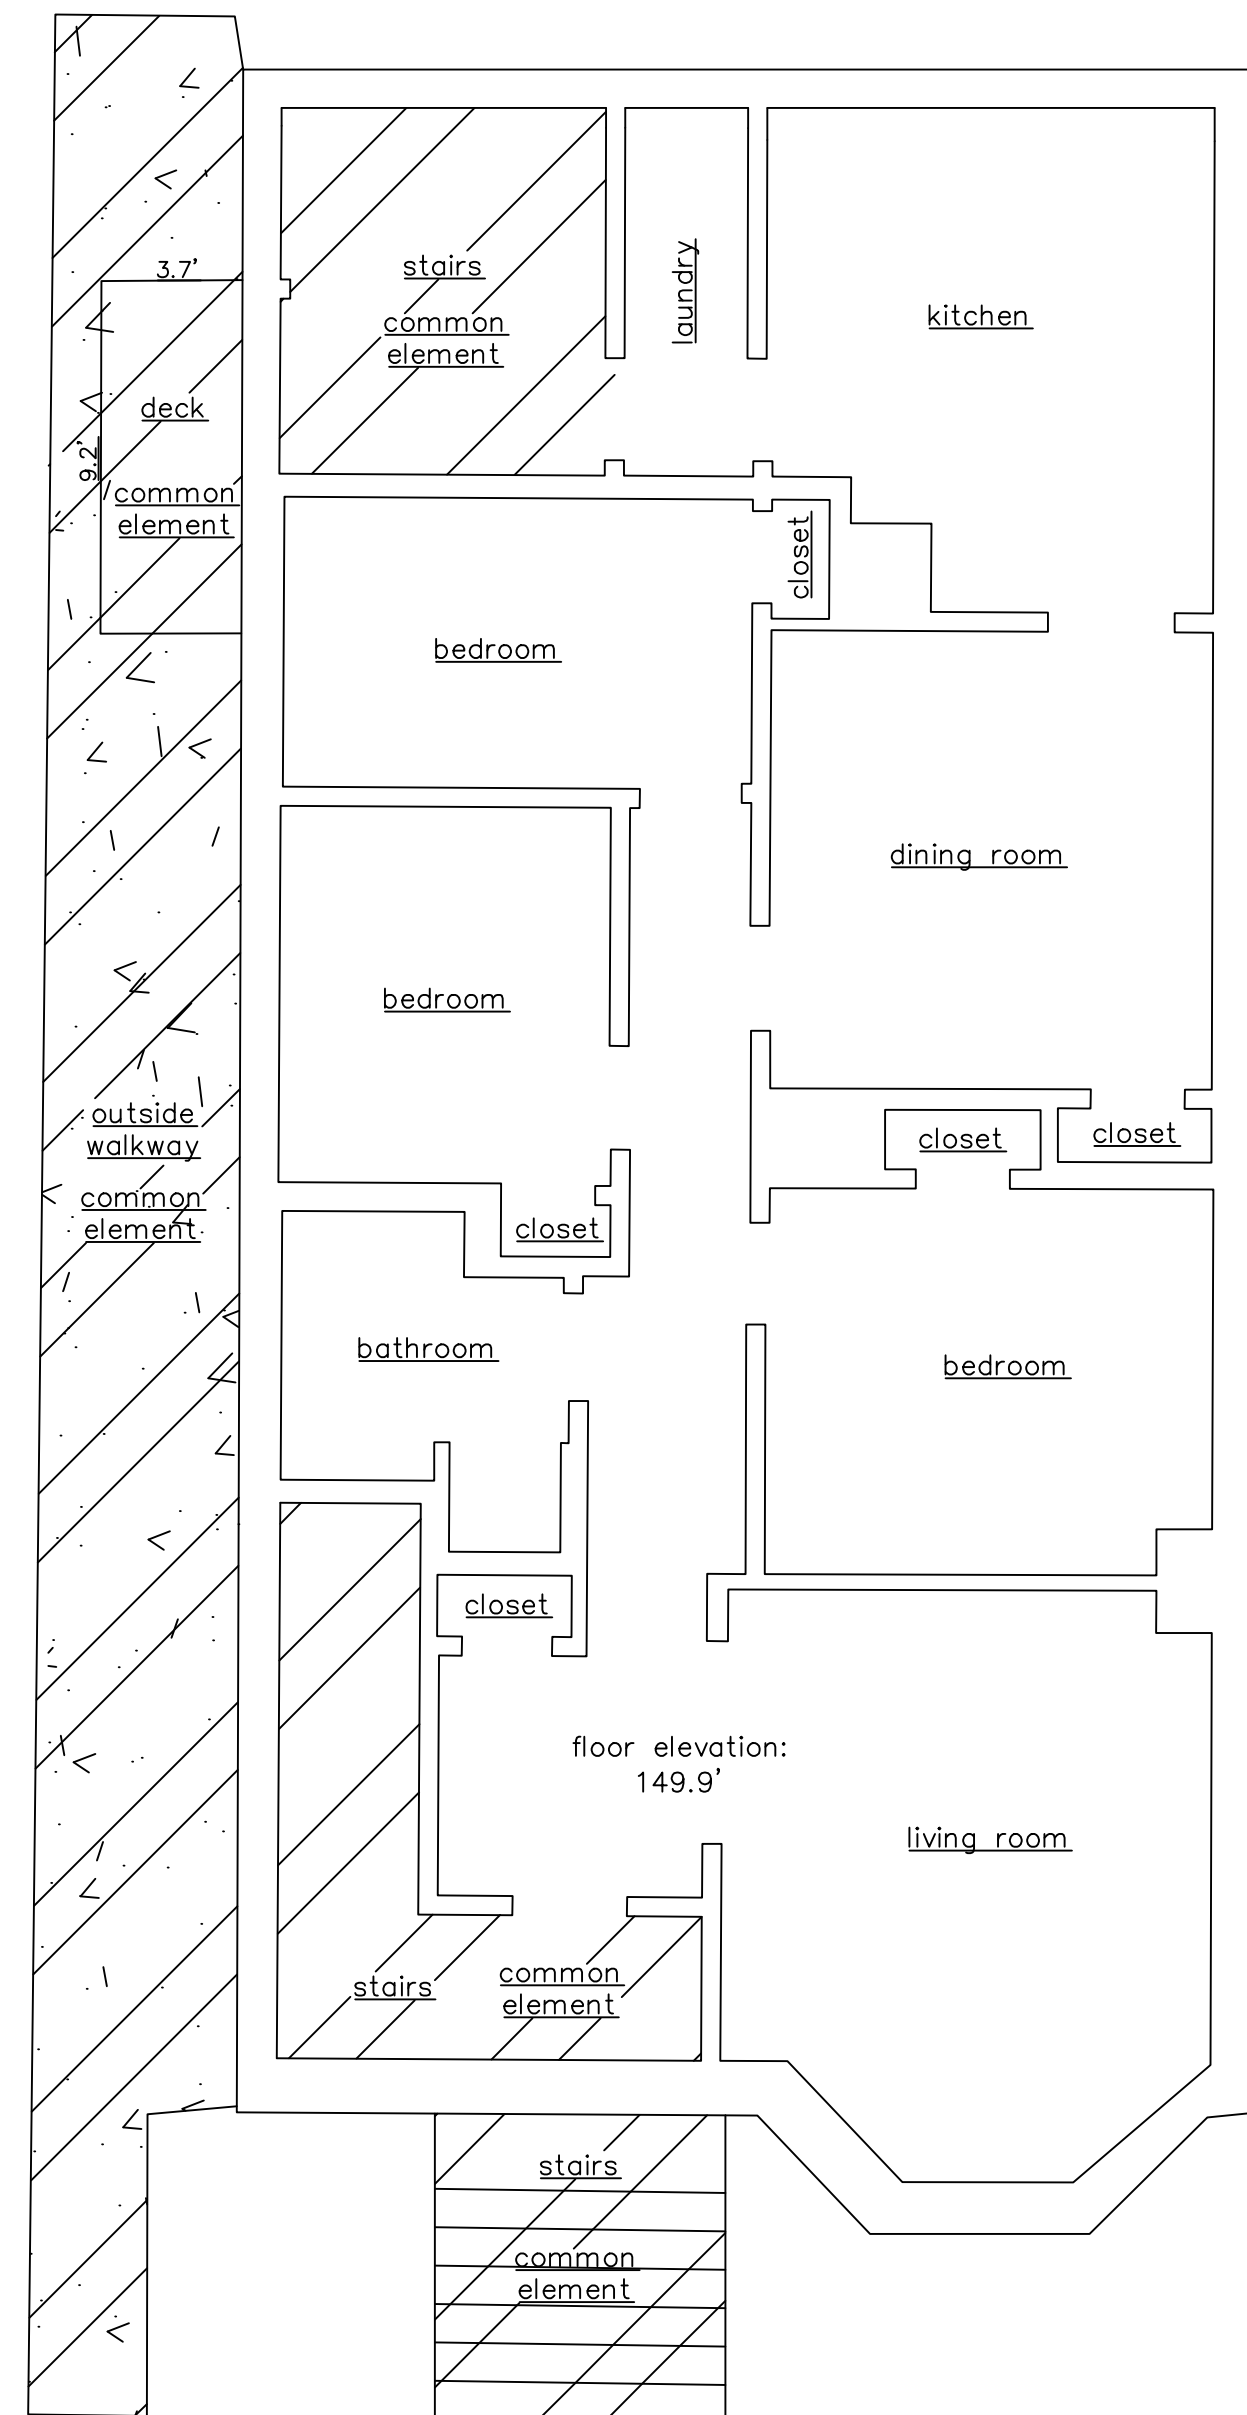 stairs
common
element
laundry
kitchen
3.7'
deck
9.2'
common
element
closet
bedroom
dining room
bedroom
outside
walkway
common
element
closet
closet
closet
bathroom
bedroom
closet
floor elevation:
149.9'
living room
stairs
common
element
stairs
common
element